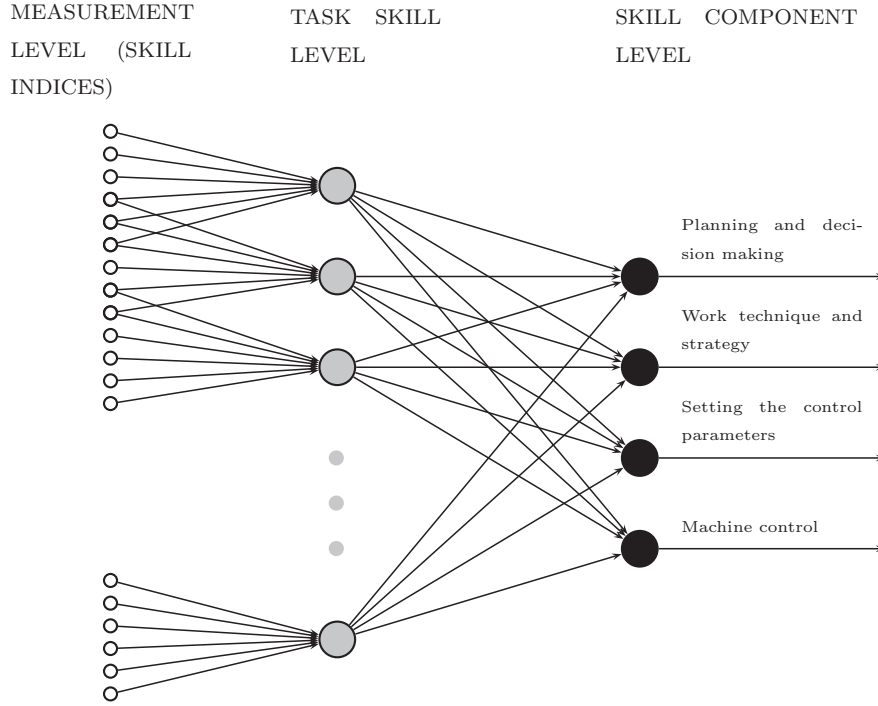 MEASUREMENT
LEVEL (SKILL
INDICES)
TASK SKILL
LEVEL
SKILL COMPONENT
LEVEL
Planning and deci-
sion making
Work technique and
strategy
Setting the control
parameters
Machine control